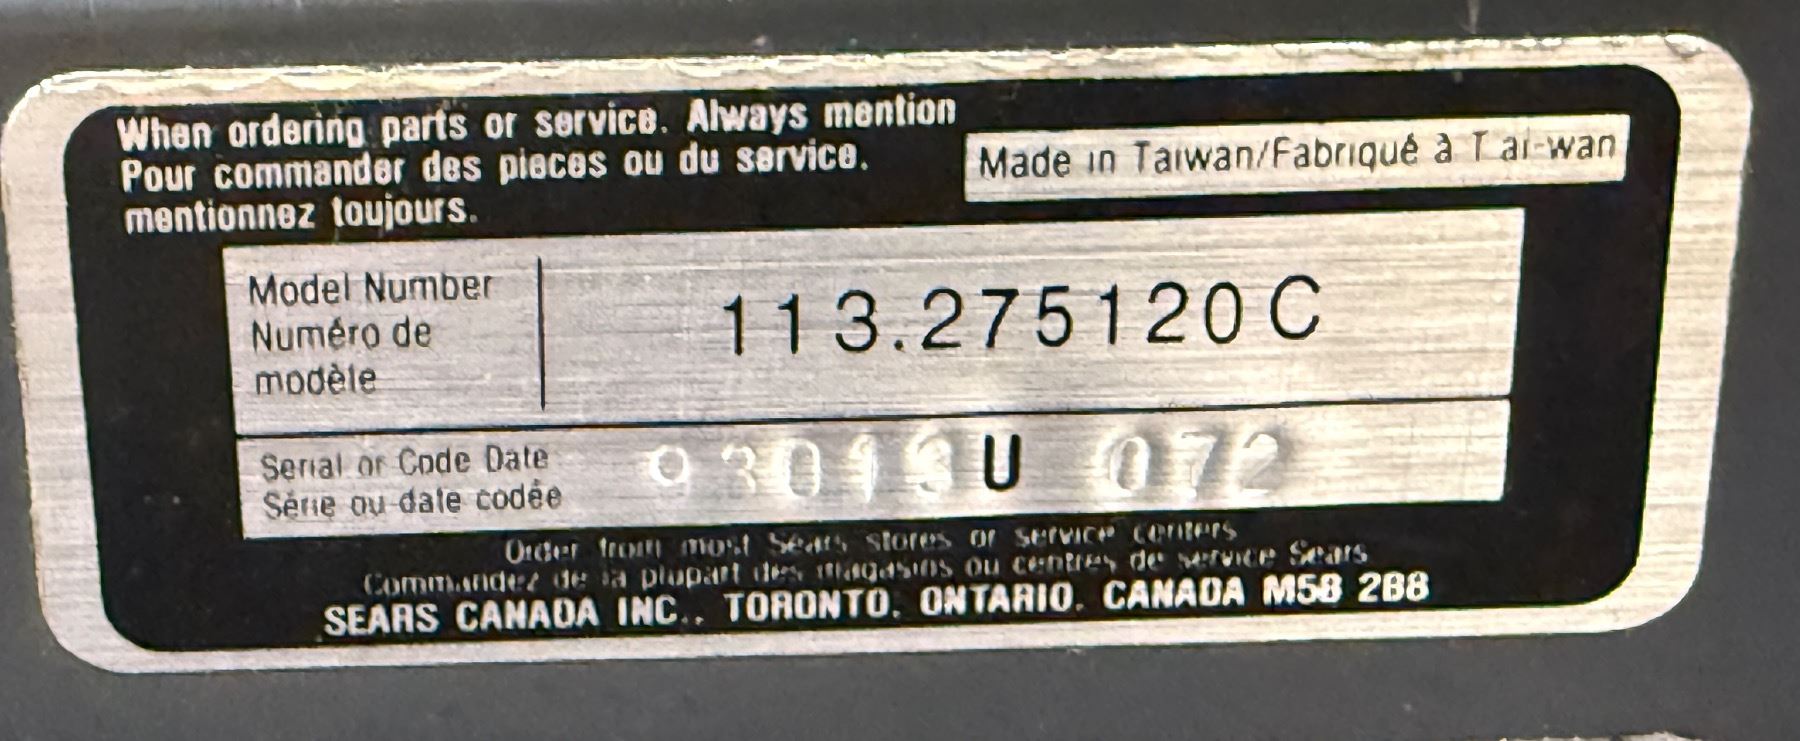 When ordering parts or service. Always mention
Pour commander des pieces ou du service.
mentionnez toujours.
Made in Taiwan/Fabriqué à T ai-wan
Model Number
Numéro de
modèle
113.275120C
Serial or Code Date
Série ou date codée
U 072
Order from most Sears stores or service centers
Commandez de la plupart des magasins ou centres de service Sears
SEARS CANADA INC., TORONTO, ONTARIO, CANADA M5B 2B8